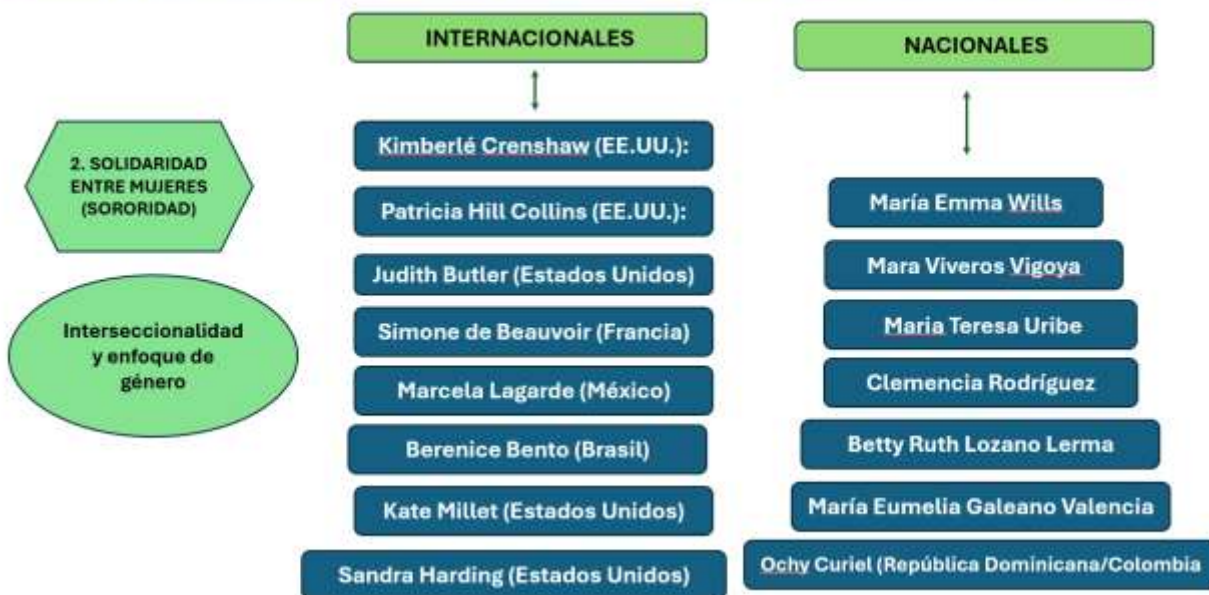 INTERNACIONALES
NACIONALES
2. SOLIDARIDAD
ENTRE MUJERES
(SORORIDAD)
Interseccionalidad
y enfoque de
género
Kimberlé Crenshaw (EE.UU.):
Patricia Hill Collins (EE.UU.):
Judith Butler (Estados Unidos)
Simone de Beauvoir (Francia)
Marcela Lagarde (México)
Berenice Bento (Brasil)
Kate Millet (Estados Unidos)
Sandra Harding (Estados Unidos)
María Emma Wills
Mara Viveros Vigoya
Maria Teresa Uribe
Clemencia Rodríguez
Betty Ruth Lozano Lerma
María Eumelia Galeano Valencia
Ochy Curiel (República Dominicana/Colombia